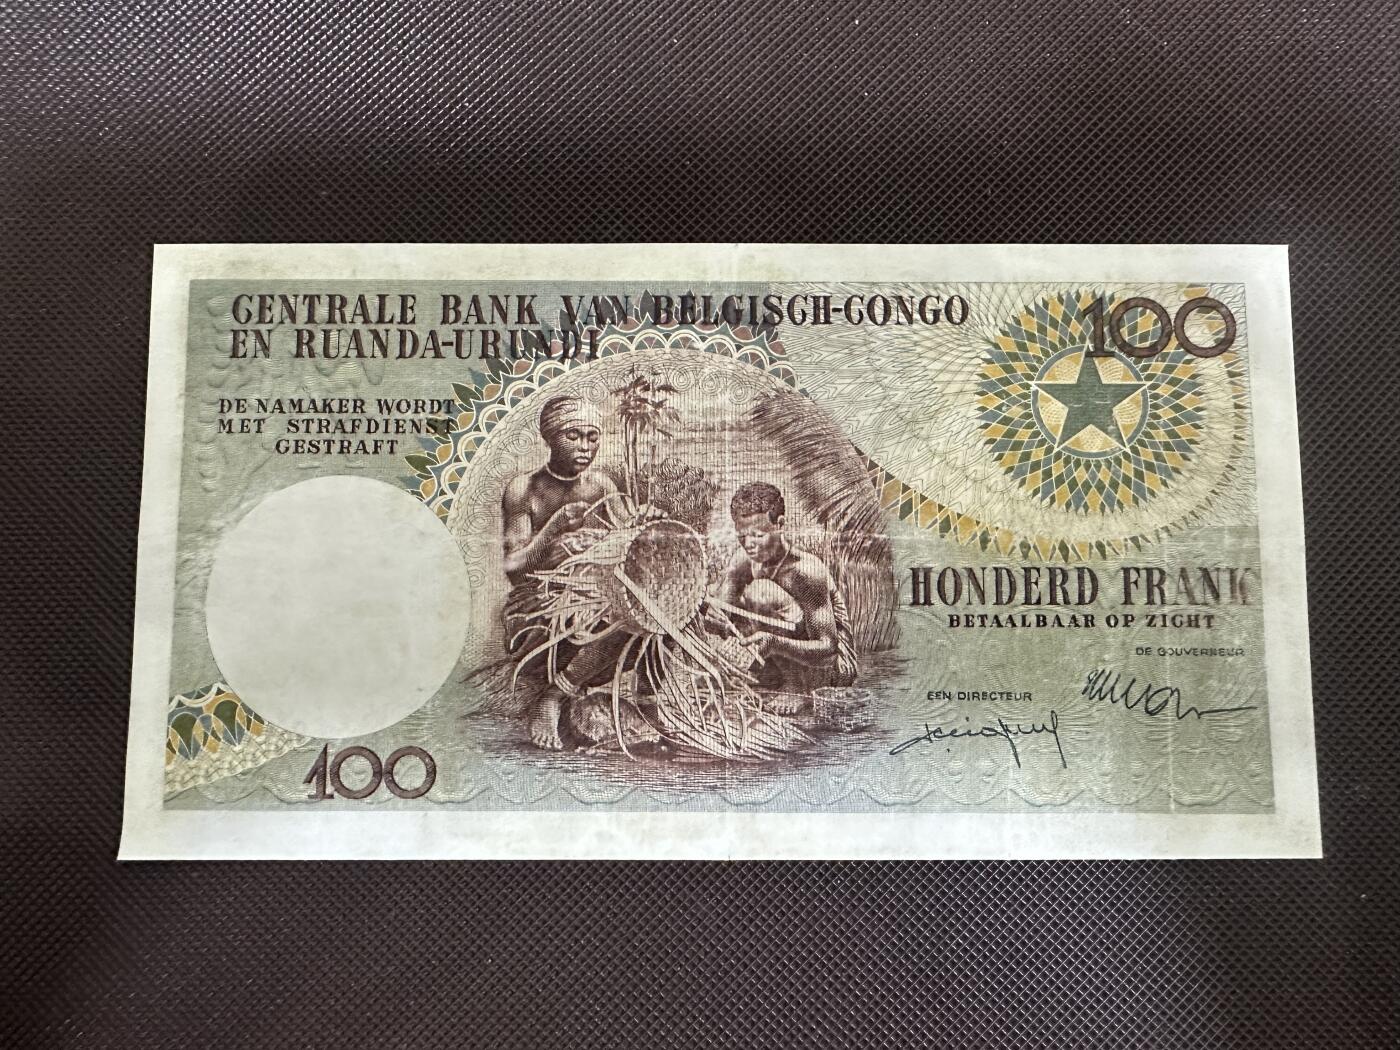 CENTRALE BANK VAN BELGISCH-CONGO
EN RUANDA-URUNDI
100
DE NAMAKER WORDT
MET STRAFDIENST
GESTRAFT
HONDERD FRANK
BETAALBAAR OP ZICHT
DE GOUVERNEUR
EEN DIRECTEUR
100